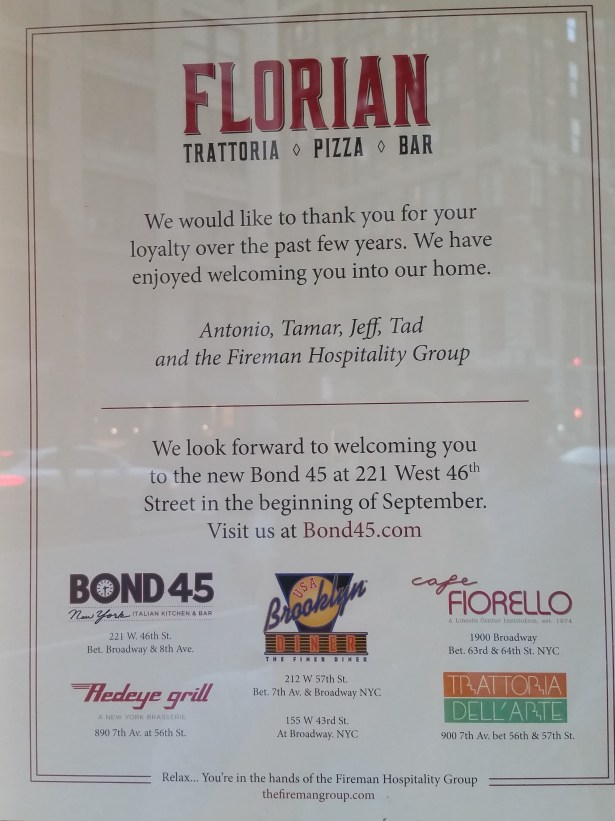 FLORIAN
TRATTORIA ◊ PIZZA ◊ BAR
We would like to thank you for your
loyalty over the past few years. We have
enjoyed welcoming you into our home.
Antonio, Tamar, Jeff, Tad
and the Fireman Hospitality Group
We look forward to welcoming you
to the new Bond 45 at 221 West 46th
Street in the beginning of September.
Visit us at Bond45.com
BOND 45
New York ITALIAN KITCHEN & BAR
221 W. 46th St.
Bet. Broadway & 8th Ave.
Redeye grill
A NEW YORK BRASSERIE
890 7th Av. at 56th St.
USA
Brooklyn
DINER
THE FINER DINER
212 W 57th St.
Bet. 7th Av. & Broadway NYC
155 W 43rd St.
At Broadway. NYC
cafe
FIORELLO
A Lincoln Center Institution, est. 1974
1900 Broadway
Bet. 63rd & 64th St. NYC
TRATTORIA
DELL'ARTE
900 7th Av. bet 56th & 57th St.
Relax... You're in the hands of the Fireman Hospitality Group
thefiremangroup.com